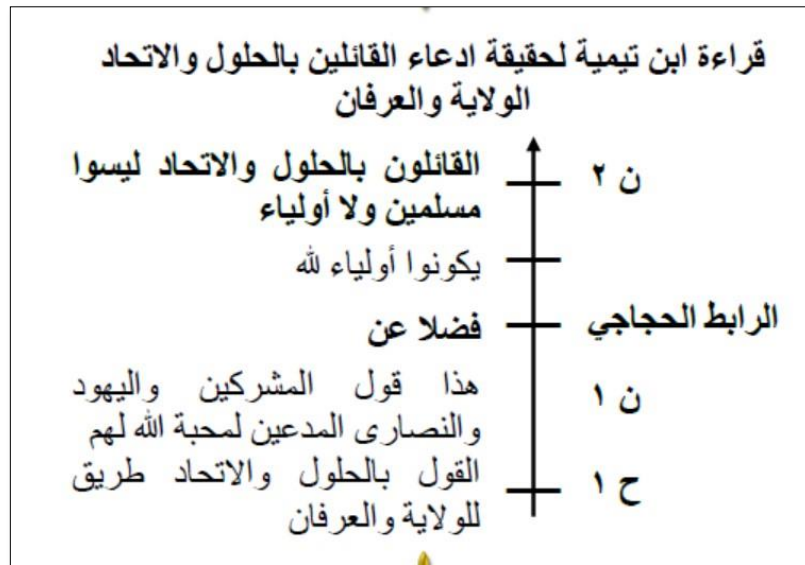 قراءة ابن تيمية لحقيقة ادعاء القائلين بالحلول والاتحاد
الولاية والعرفان
ن ٢
القائلون بالحلول والاتحاد ليسوا
مسلمين ولا أولياء
يكونوا أولياء لله
الرابط الحجاجي
فضلا عن
ن ١
هذا قول المشركين واليهود
والنصارى المدعين لمحبة الله لهم
ح ١
القول بالحلول والاتحاد طريق
للولاية والعرفان